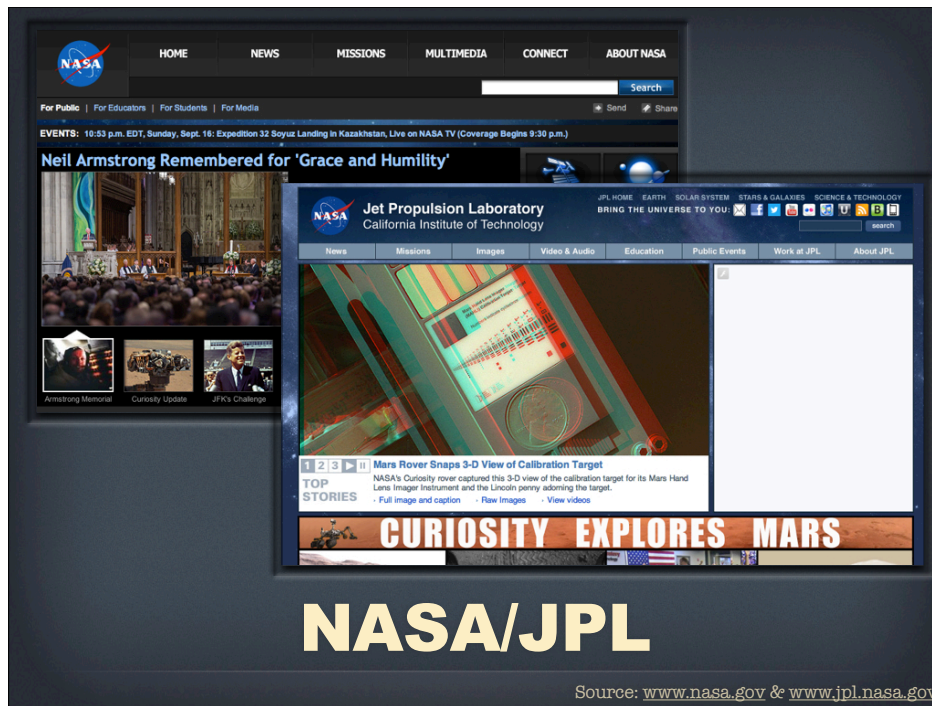 NASA
HOME NEWS MISSIONS MULTIMEDIA CONNECT ABOUT NASA
Search
For Public | For Educators | For Students | For Media
Send Share
EVENTS: 10:53 p.m. EDT, Sunday, Sept. 16: Expedition 32 Soyuz Landing in Kazakhstan, Live on NASA TV (Coverage Begins 9:30 p.m.)
Neil Armstrong Remembered for 'Grace and Humility'
Armstrong Memorial Curiosity Update JFK's Challenge
NASA
Jet Propulsion Laboratory
California Institute of Technology
JPL HOME EARTH SOLAR SYSTEM STARS & GALAXIES SCIENCE & TECHNOLOGY
BRING THE UNIVERSE TO YOU:
search
News Missions Images Video & Audio Education Public Events Work at JPL About JPL
1 2 3
TOP
STORIES
Mars Rover Snaps 3-D View of Calibration Target
NASA's Curiosity rover captured this 3-D view of the calibration target for its Mars Hand
Lens Imager Instrument and the Lincoln penny adorning the target.
· Full image and caption · Raw Images · View videos
CURIOSITY EXPLORES MARS
NASA/JPL
Source: www.nasa.gov & www.jpl.nasa.gov